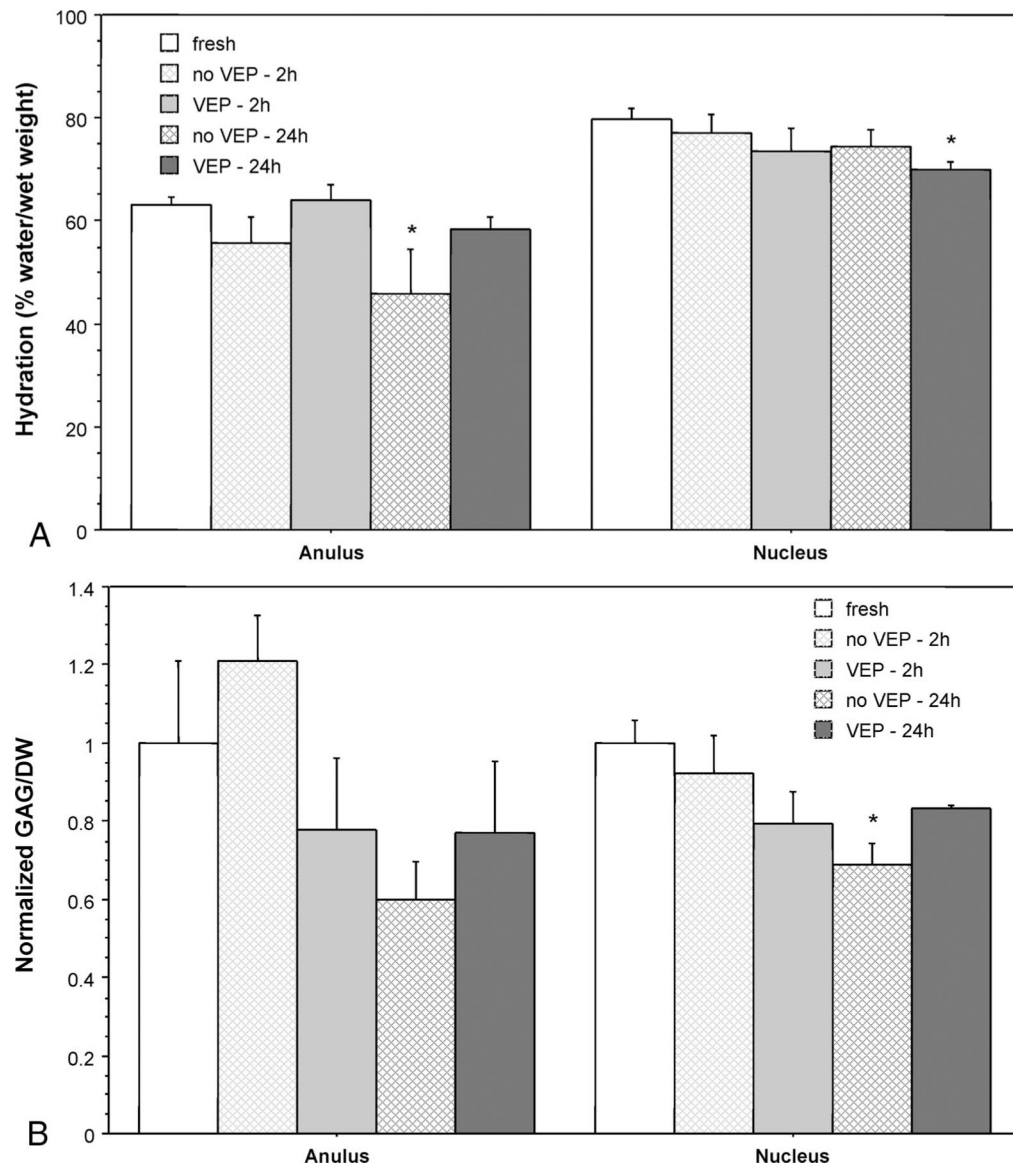 100
80
60
40
20
0
Hydration (% water/wet weight)
fresh
no VEP - 2h
VEP - 2h
no VEP - 24h
VEP - 24h
*
*
A
Anulus
Nucleus
1.4
1.2
1
0.8
0.6
0.4
0.2
0
Normalized GAG/DW
fresh
no VEP - 2h
VEP - 2h
no VEP - 24h
VEP - 24h
*
B
Anulus
Nucleus